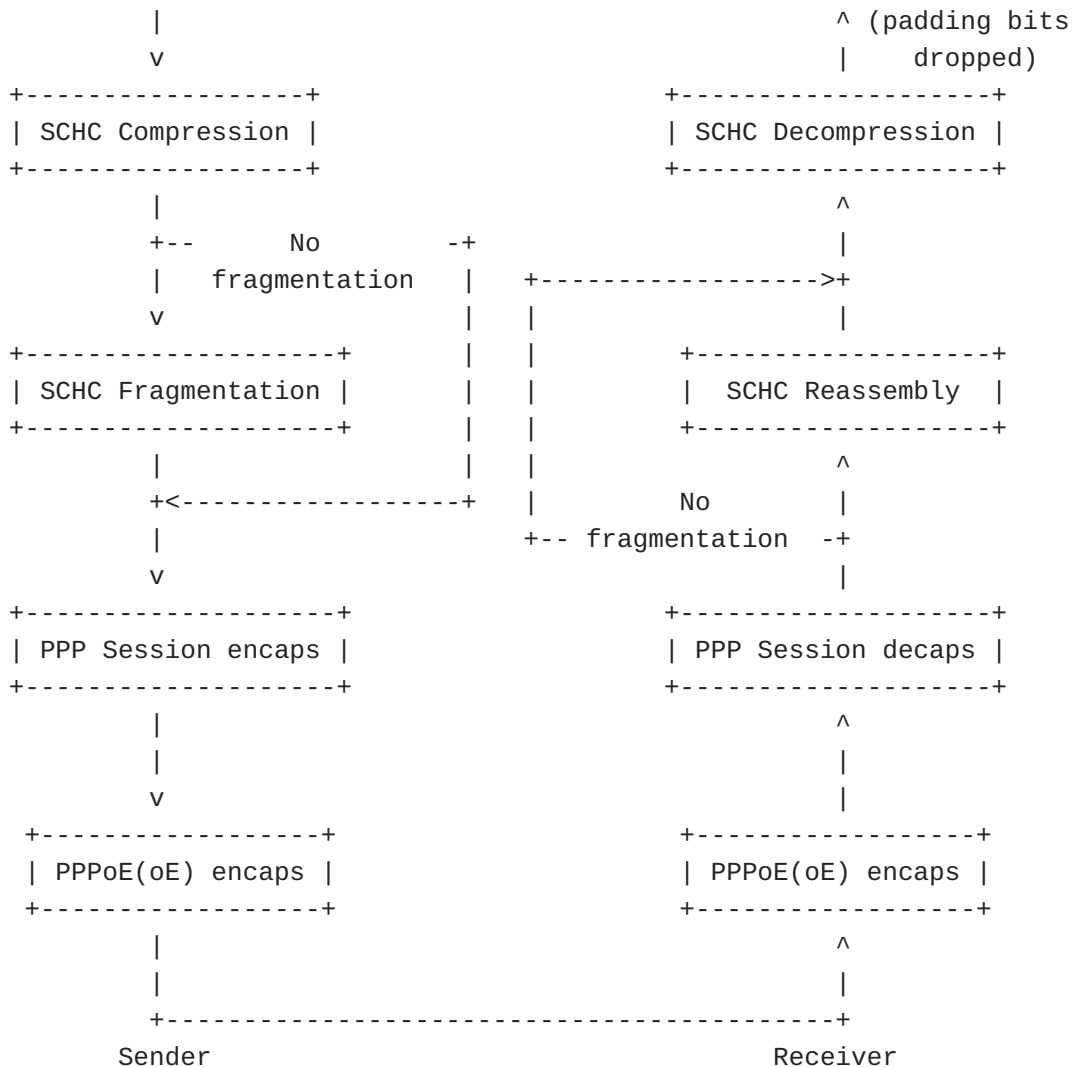 |                                           ^ (padding bits
         v                                           |    dropped)
+------------------+                      +--------------------+
| SCHC Compression |                      | SCHC Decompression |
+------------------+                      +--------------------+
         |                                           ^
         +--      No        -+                       |
         |   fragmentation   |   +------------------>+
         v                   |   |                   |
+--------------------+       |   |         +-------------------+
| SCHC Fragmentation |       |   |         |  SCHC Reassembly  |
+--------------------+       |   |         +-------------------+
         |                   |   |                   ^
         +<------------------+   |         No        |
         |                       +-- fragmentation  -+
         v                                           |
+--------------------+                    +--------------------+
| PPP Session encaps |                    | PPP Session decaps |
+--------------------+                    +--------------------+
         |                                           ^
         |                                           |
         v                                           |
 +------------------+                      +------------------+
 | PPPoE(oE) encaps |                      | PPPoE(oE) encaps |
 +------------------+                      +------------------+
         |                                           ^
         |                                           |
         +-------------------------------------------+
       Sender                                    Receiver